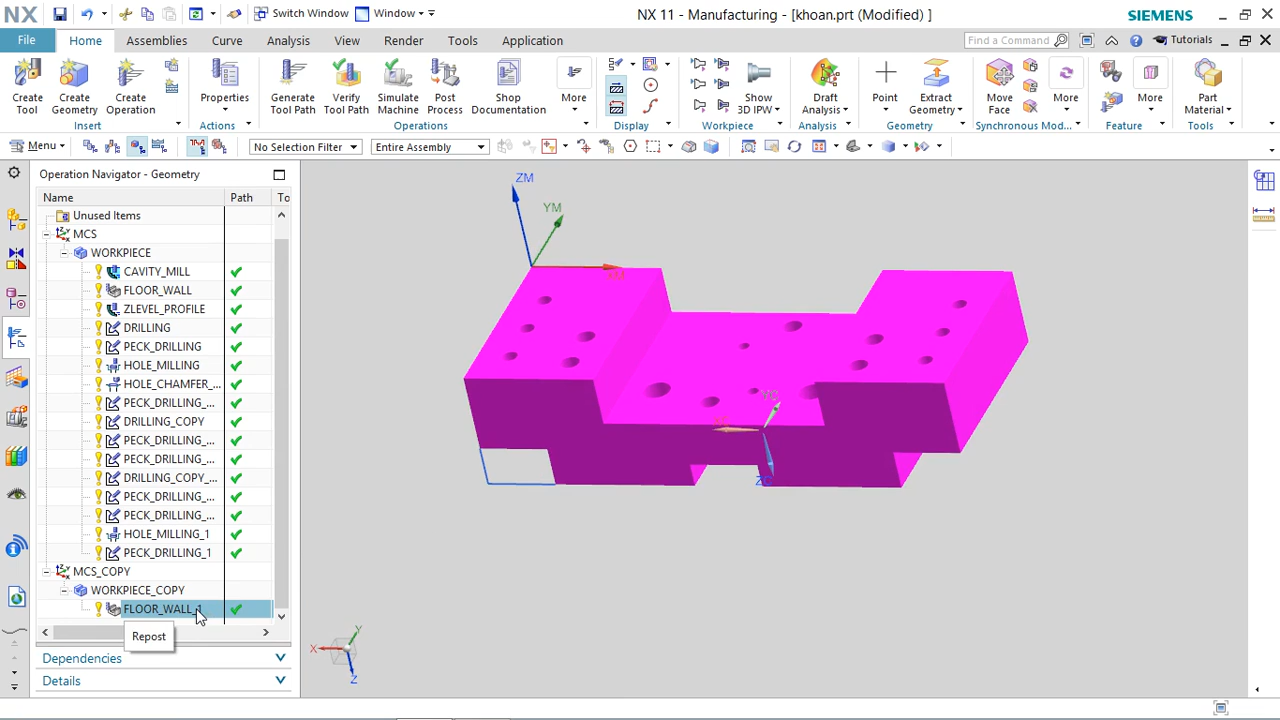 NX Switch Window Window NX 11 - Manufacturing - [khoan.prt (Modified) ] SIEMENS
File Home Assemblies Curve Analysis View Render Tools Application Find a Command Tutorials
Create Tool Create Geometry Create Operation Properties Generate Tool Path Verify Tool Path Simulate Machine Post Process Shop Documentation More Show 3D IPW Draft Analysis Point Extract Geometry Move Face More More Part Material
Insert Actions Operations Display Workpiece Analysis Geometry Synchronous Mod... Feature Tools
Menu No Selection Filter Entire Assembly
Operation Navigator - Geometry
Name Path To
Unused Items
MCS
WORKPIECE
CAVITY_MILL
FLOOR_WALL
ZLEVEL_PROFILE
DRILLING
PECK_DRILLING
HOLE_MILLING
HOLE_CHAMFER_...
PECK_DRILLING_...
DRILLING_COPY
PECK_DRILLING_...
PECK_DRILLING_...
DRILLING_COPY_...
PECK_DRILLING_...
PECK_DRILLING_...
HOLE_MILLING_1
PECK_DRILLING_1
MCS_COPY
WORKPIECE_COPY
FLOOR_WALL_1
Repost
Dependencies
Details
ZM
YM
XM
YC
XC
ZC
Y
X
Z